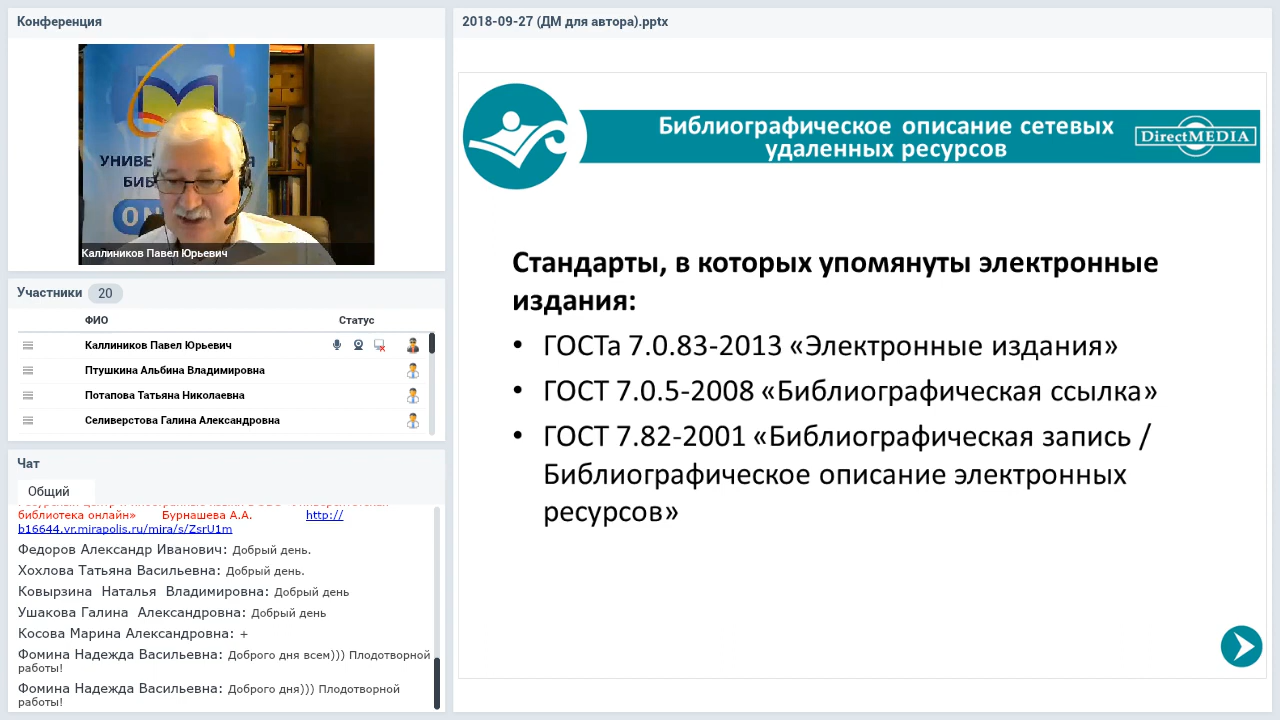 Конференция
УНИВЕ
Я
БИБ
Каллиников Павел Юрьевич
Участники 20
ФИО Статус
Каллиников Павел Юрьевич
Птушкина Альбина Владимировна
Потапова Татьяна Николаевна
Селиверстова Галина Александровна
Чат
Общий
библиотека онлайн» Бурнашева А.А. http://
b16644.vr.mirapolis.ru/mira/s/ZsrU1m
Федоров Александр Иванович: Добрый день.
Хохлова Татьяна Васильевна: Добрый день.
Ковырзина Наталья Владимировна: Добрый день
Ушакова Галина Александровна: Добрый день
Косова Марина Александровна: +
Фомина Надежда Васильевна: Доброго дня всем))) Плодотворной
работы!
Фомина Надежда Васильевна: Доброго дня))) Плодотворной
работы!
2018-09-27 (ДМ для автора).pptx
Библиографическое описание сетевых
удаленных ресурсов
DirectMEDIA
Стандарты, в которых упомянуты электронные
издания:
• ГОСТа 7.0.83-2013 «Электронные издания»
• ГОСТ 7.0.5-2008 «Библиографическая ссылка»
• ГОСТ 7.82-2001 «Библиографическая запись /
Библиографическое описание электронных
ресурсов»